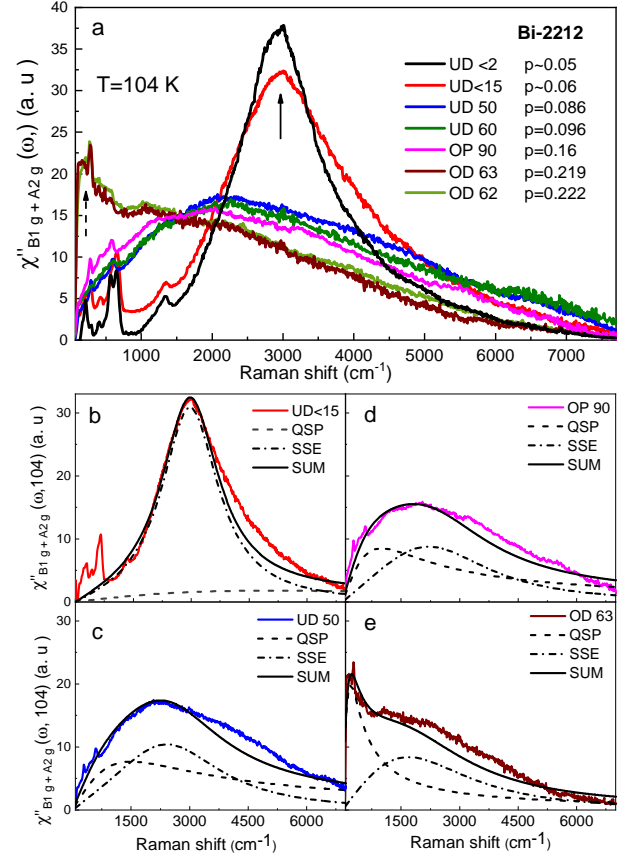 a
Bi-2212
T=104 K
UD <2 p~0.05
UD<15 p~0.06
UD 50 p=0.086
UD 60 p=0.096
OP 90 p=0.16
OD 63 p=0.219
OD 62 p=0.222
χ''B1 g + A2 g (ω,) (a. u )
35
30
25
20
15
10
5
0
1000 2000 3000 4000 5000 6000 7000
Raman shift (cm-1)
b
UD<15
QSP
SSE
SUM
χ''B1 g + A2 g (ω,104) (a. u )
30
20
10
0
d
OP 90
QSP
SSE
SUM
c
UD 50
QSP
SSE
SUM
χ''B1 g + A2 g (ω, 104) (a. u )
30
20
10
0
1500 3000 4500 6000
Raman shift (cm-1)
e
OD 63
QSP
SSE
SUM
1500 3000 4500 6000
Raman shift (cm-1)